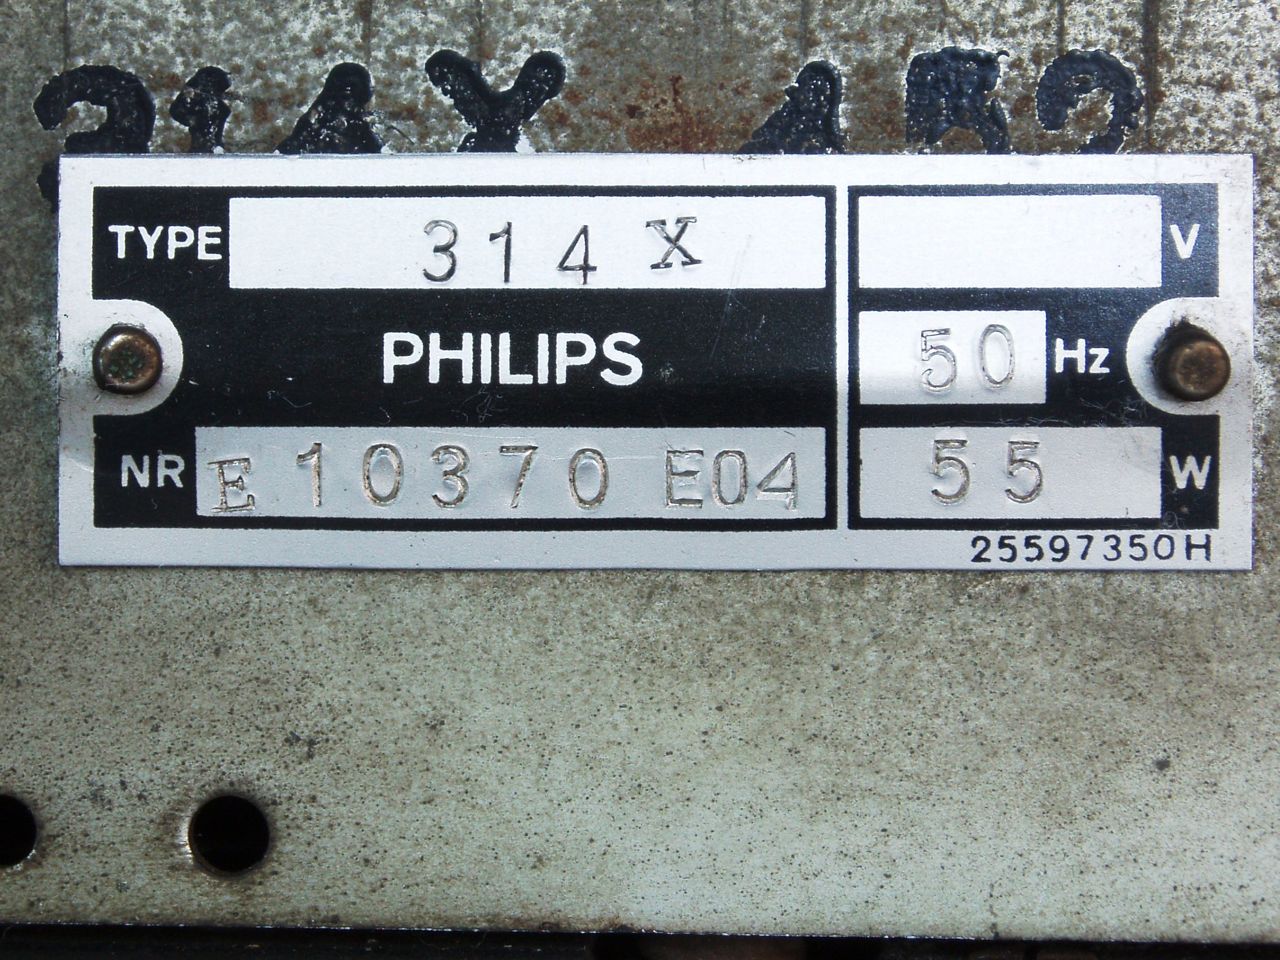 TYPE 314 X V
PHILIPS 50 Hz
NR E 10370 E04 55 W
25597350H